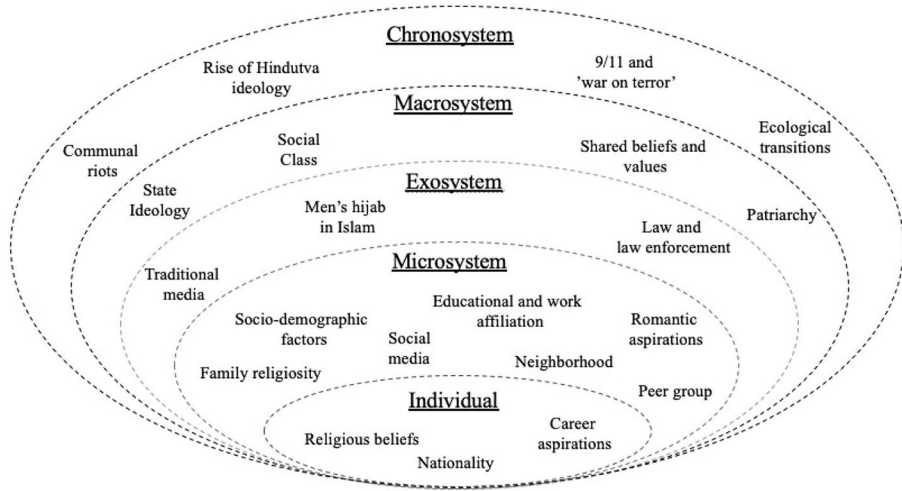 Chronosystem
Rise of Hindutva
ideology
9/11 and
’war on terror’
Communal
riots
Ecological
transitions
Macrosystem
Social
Class
Shared beliefs and
values
State
Ideology
Patriarchy
Exosystem
Men’s hijab
in Islam
Law and
law enforcement
Traditional
media
Microsystem
Socio-demographic
factors
Social
media
Educational and work
affiliation
Romantic
aspirations
Family religiosity
Neighborhood
Peer group
Individual
Religious beliefs
Career
aspirations
Nationality